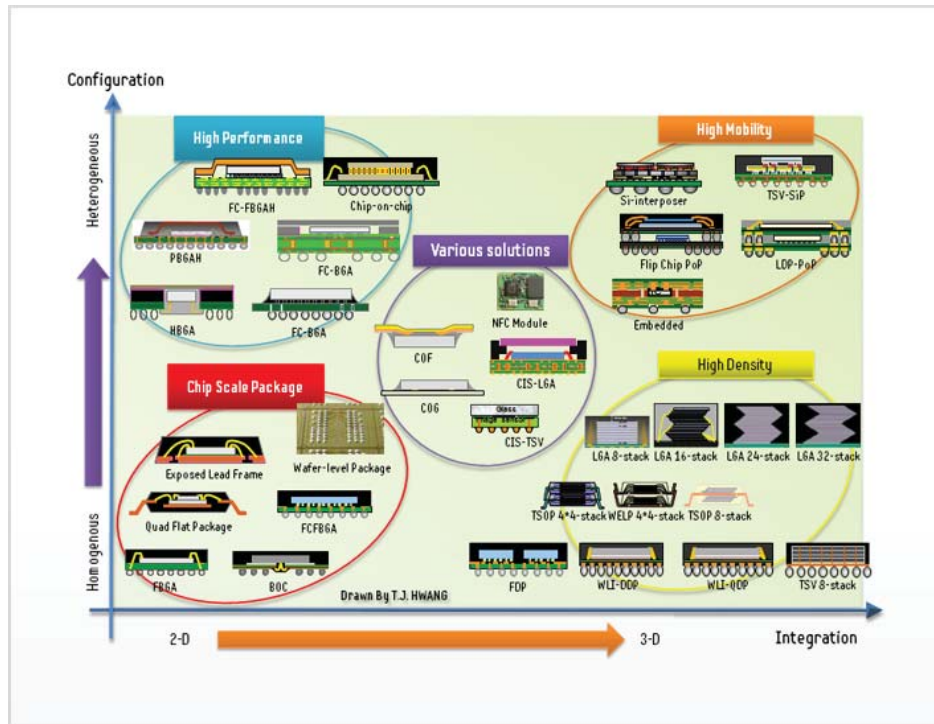 Configuration
Heterogeneous
Homogenous
High Performance
FC-FBGAH
Chip-on-chip
PBGAH
FC-BGA
HBGA
FC-BGA
High Mobility
Si-interposer
TSV-SiP
Flip Chip PoP
LDP-PoP
Embedded
Various solutions
NFC Module
COF
CIS-LGA
COG
Glass
CIS-TSV
Chip Scale Package
Wafer-level Package
Exposed Lead Frame
Quad Flat Package
FCFBGA
FBGA
BOC
High Density
LGA 8-stack
LGA 16-stack
LGA 24-stack
LGA 32-stack
TSOP 4*4-stack
WELP 4*4-stack
TSOP 8-stack
FDP
WLI-DDP
WLI-QDP
TSV 8-stack
Drawn By T.J. HWANG
2-D
3-D
Integration